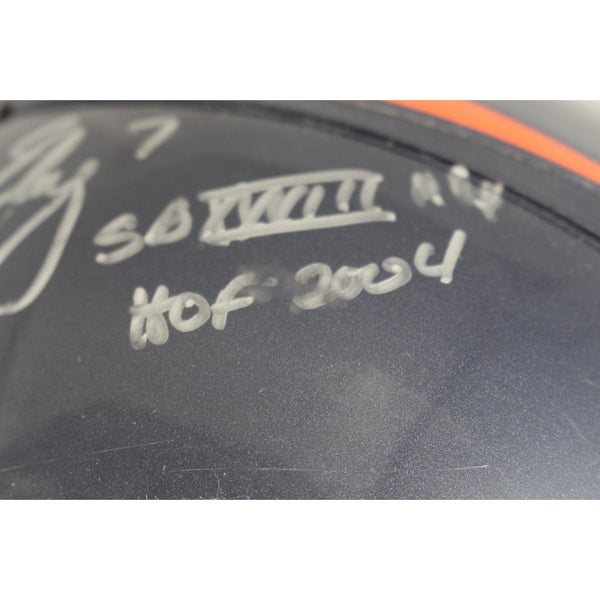 7
SB XXXIII MVP
HOF 2004